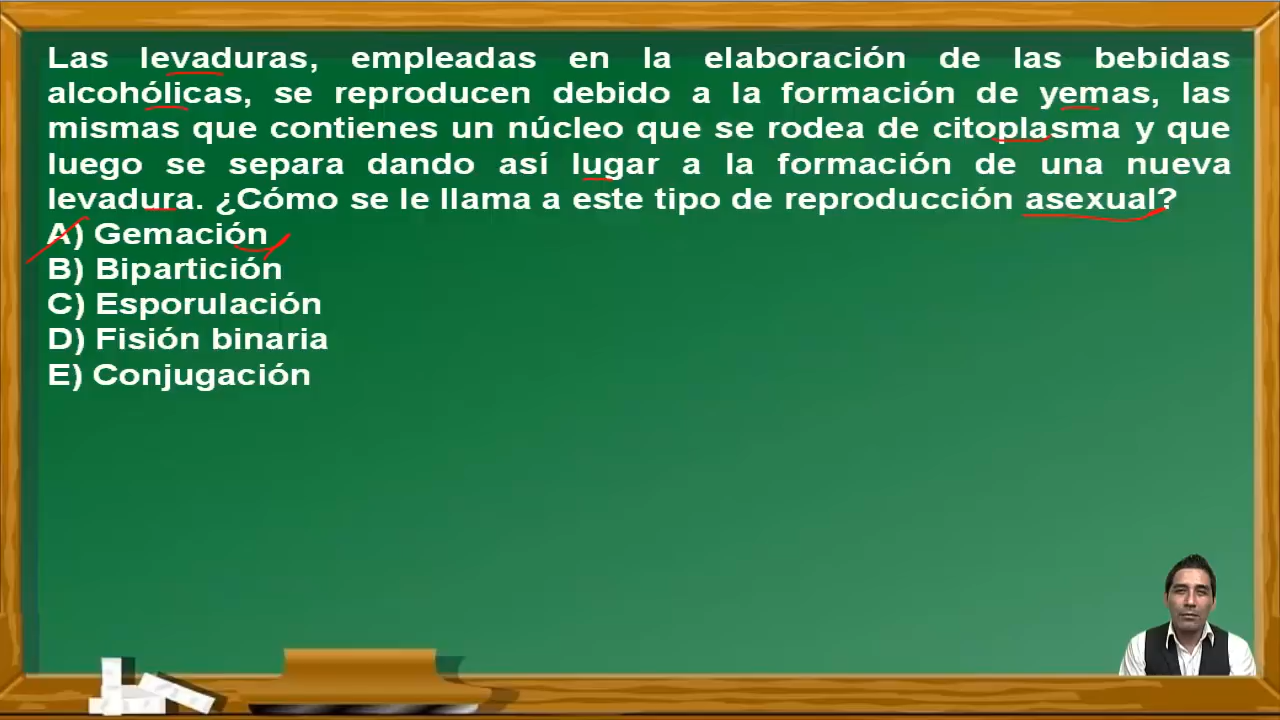 Las levaduras, empleadas en la elaboración de las bebidas
alcohólicas, se reproducen debido a la formación de yemas, las
mismas que contienes un núcleo que se rodea de citoplasma y que
luego se separa dando así lugar a la formación de una nueva
levadura. ¿Cómo se le llama a este tipo de reproducción asexual?
A) Gemación
B) Bipartición
C) Esporulación
D) Fisión binaria
E) Conjugación